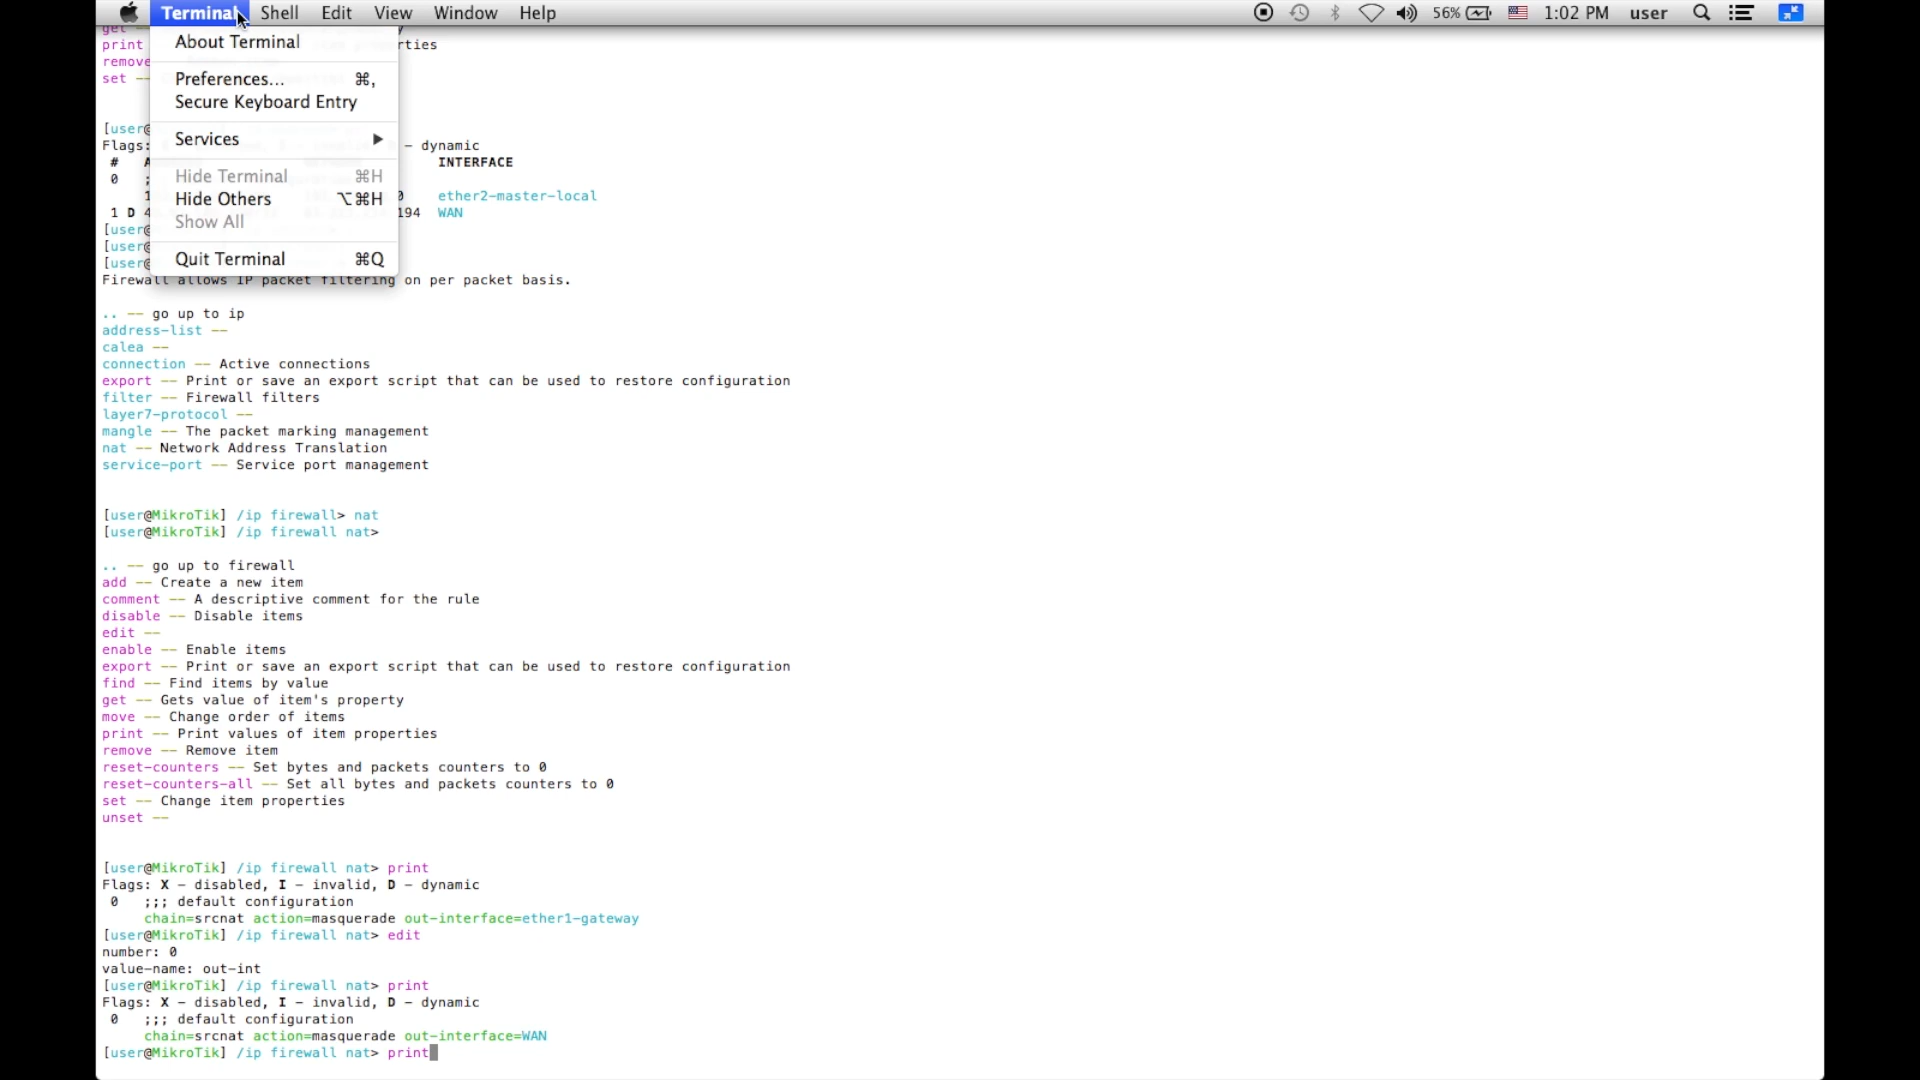 Terminal Shell Edit View Window Help 56% 1:02 PM user
About Terminal
Preferences... ⌘,
Secure Keyboard Entry
Services ▶
Hide Terminal ⌘H
Hide Others ⌥⌘H
Show All
Quit Terminal ⌘Q
get
print rties
remove
set --
[user@
Flags: - dynamic
# A INTERFACE
0 ;
1 0 ether2-master-local
1 D 4 194 WAN
[user@
[user@
[user@
Firewall allows IP packet filtering on per packet basis.
.. -- go up to ip
address-list --
calea --
connection -- Active connections
export -- Print or save an export script that can be used to restore configuration
filter -- Firewall filters
layer7-protocol --
mangle -- The packet marking management
nat -- Network Address Translation
service-port -- Service port management
[user@MikroTik] /ip firewall> nat
[user@MikroTik] /ip firewall nat>
.. -- go up to firewall
add -- Create a new item
comment -- A descriptive comment for the rule
disable -- Disable items
edit --
enable -- Enable items
export -- Print or save an export script that can be used to restore configuration
find -- Find items by value
get -- Gets value of item's property
move -- Change order of items
print -- Print values of item properties
remove -- Remove item
reset-counters -- Set bytes and packets counters to 0
reset-counters-all -- Set all bytes and packets counters to 0
set -- Change item properties
unset --
[user@MikroTik] /ip firewall nat> print
Flags: X - disabled, I - invalid, D - dynamic
0 ;;; default configuration
chain=srcnat action=masquerade out-interface=ether1-gateway
[user@MikroTik] /ip firewall nat> edit
number: 0
value-name: out-int
[user@MikroTik] /ip firewall nat> print
Flags: X - disabled, I - invalid, D - dynamic
0 ;;; default configuration
chain=srcnat action=masquerade out-interface=WAN
[user@MikroTik] /ip firewall nat> print